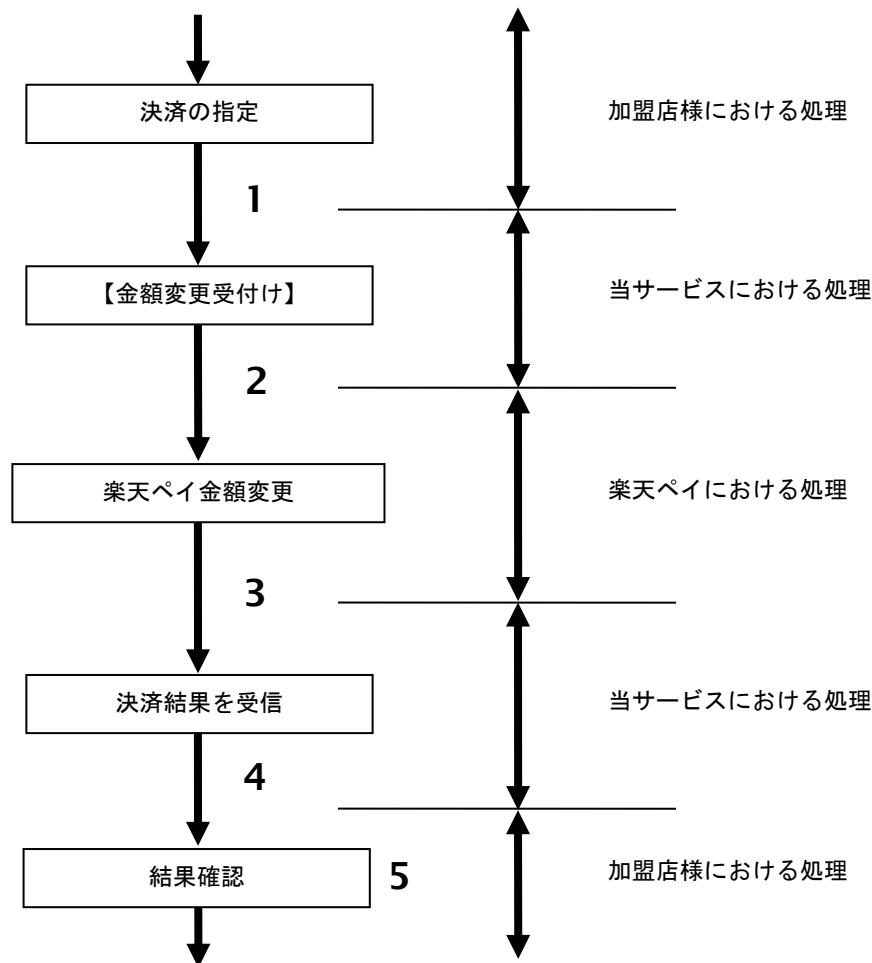 決済の指定
加盟店様における処理
1
【金額変更受付け】
当サービスにおける処理
2
楽天ペイ金額変更
楽天ペイにおける処理
3
決済結果を受信
当サービスにおける処理
4
結果確認
5
加盟店様における処理